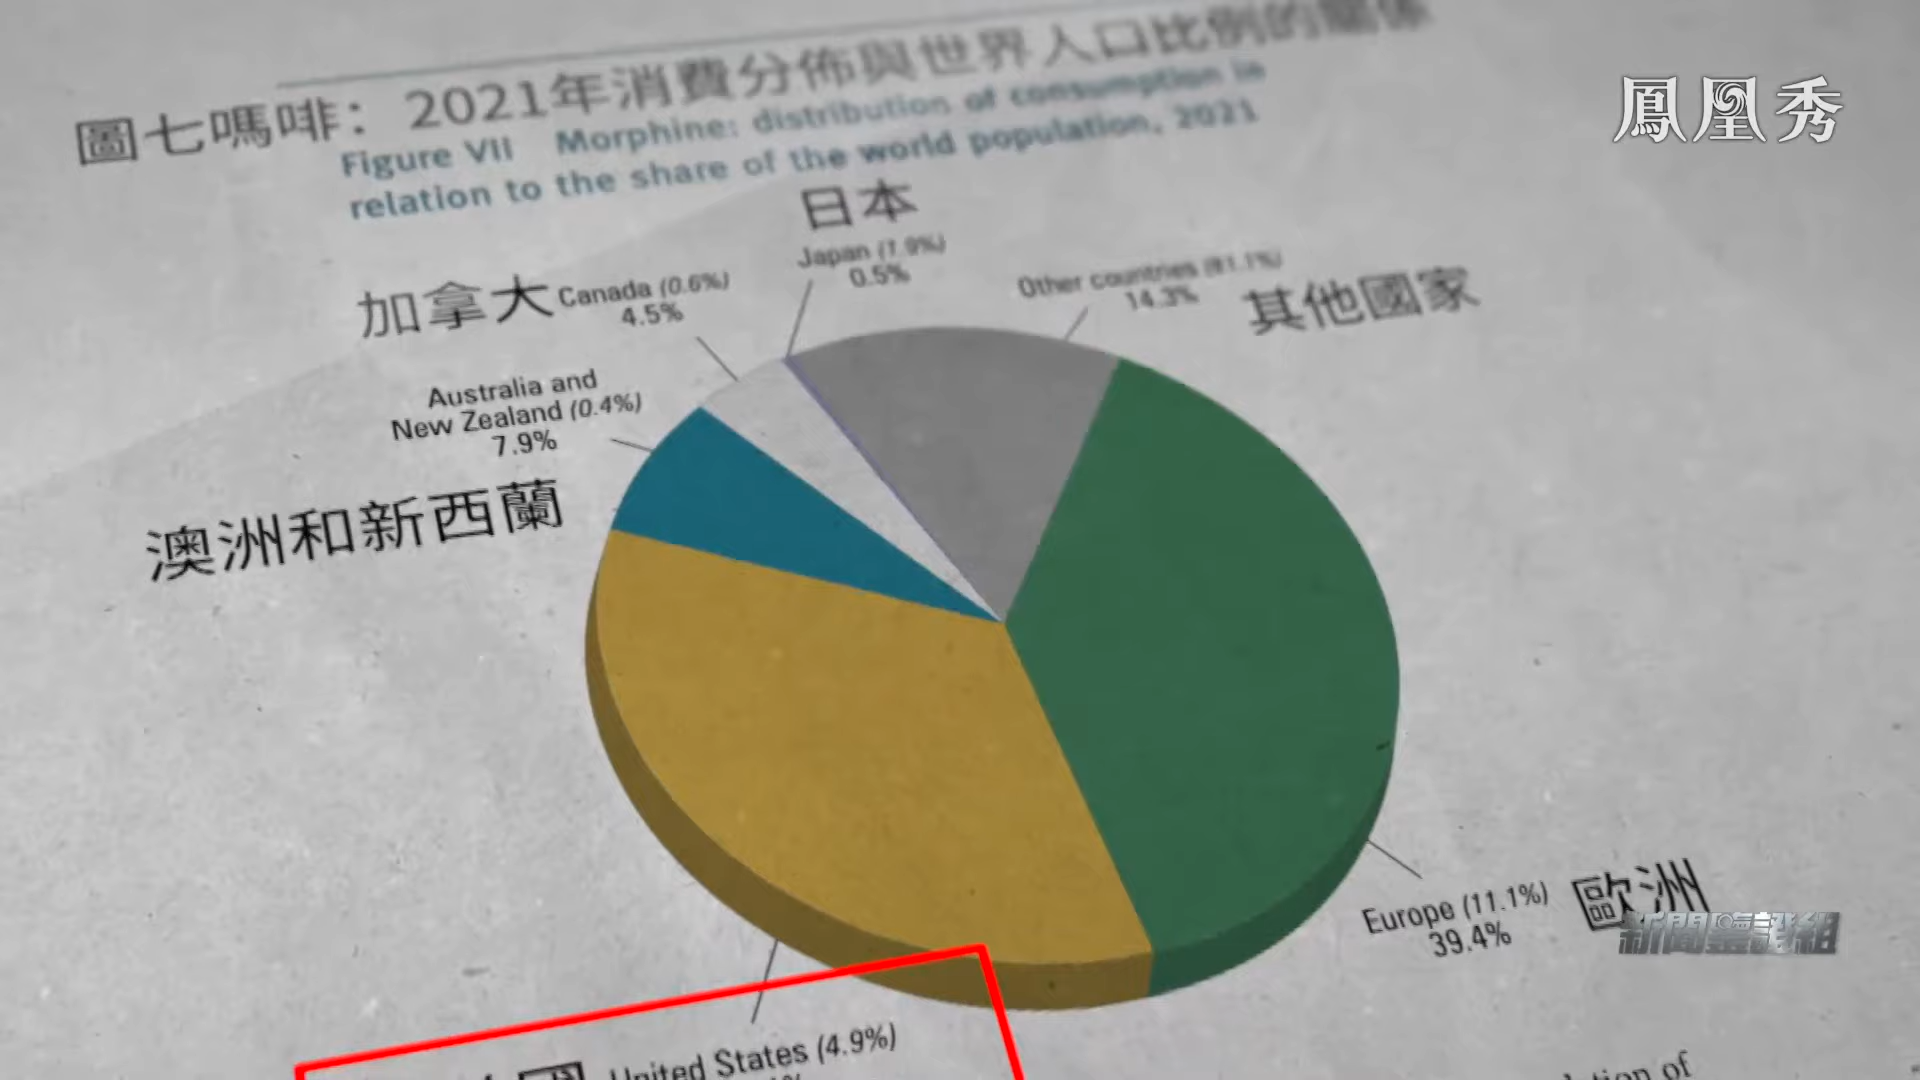 圖七嗎啡：2021年消費分佈與世界人口比例的關係
Figure VII Morphine: distribution of consumption in
relation to the share of the world population, 2021
鳳凰秀
日本
Japan (1.9%)
0.5%
加拿大
Canada (0.6%)
4.5%
Other countries (81.1%)
14.3%
其他國家
Australia and
New Zealand (0.4%)
7.9%
澳洲和新西蘭
Europe (11.1%)
39.4%
歐洲
新聞鑒證組
United States (4.9%)
of